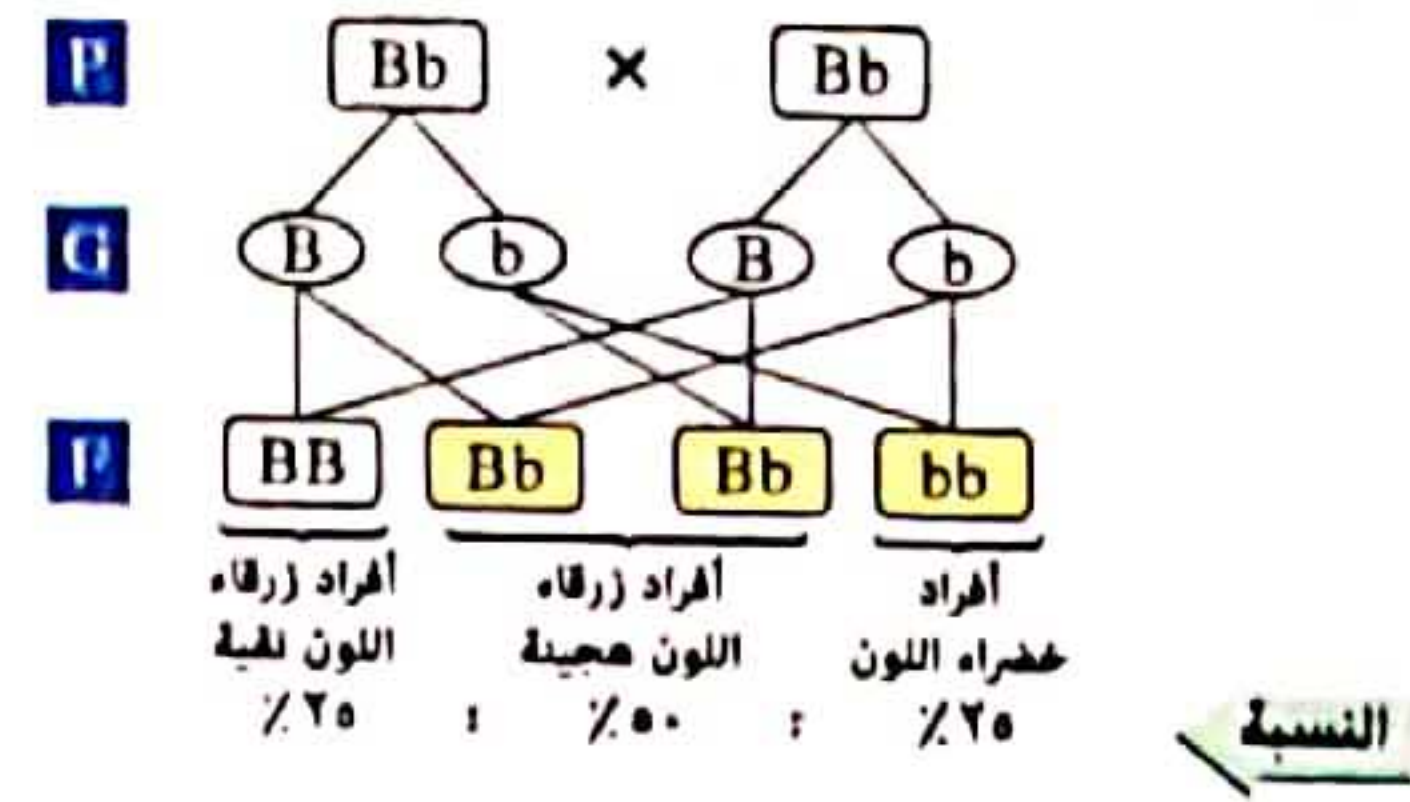 P Bb × Bb
G B b B b
F BB Bb Bb bb
أفراد زرقاء أفراد زرقاء أفراد
اللون نقية اللون هجينة خضراء اللون
٢٥٪ : ٥٠٪ : ٢٥٪
النسبة